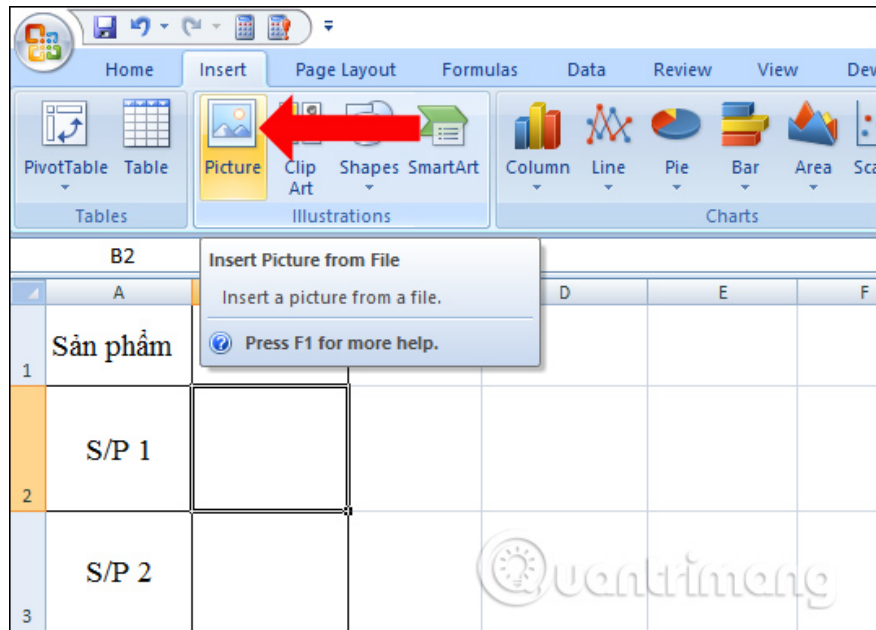 Home Insert Page Layout Formulas Data Review View Dev
PivotTable Table Picture Clip Art Shapes SmartArt Column Line Pie Bar Area Sca
Tables Illustrations Charts
B2
Insert Picture from File
Insert a picture from a file.
Press F1 for more help.
A D E F
1 Sản phẩm
2 S/P 1
3 S/P 2
Quantrimang